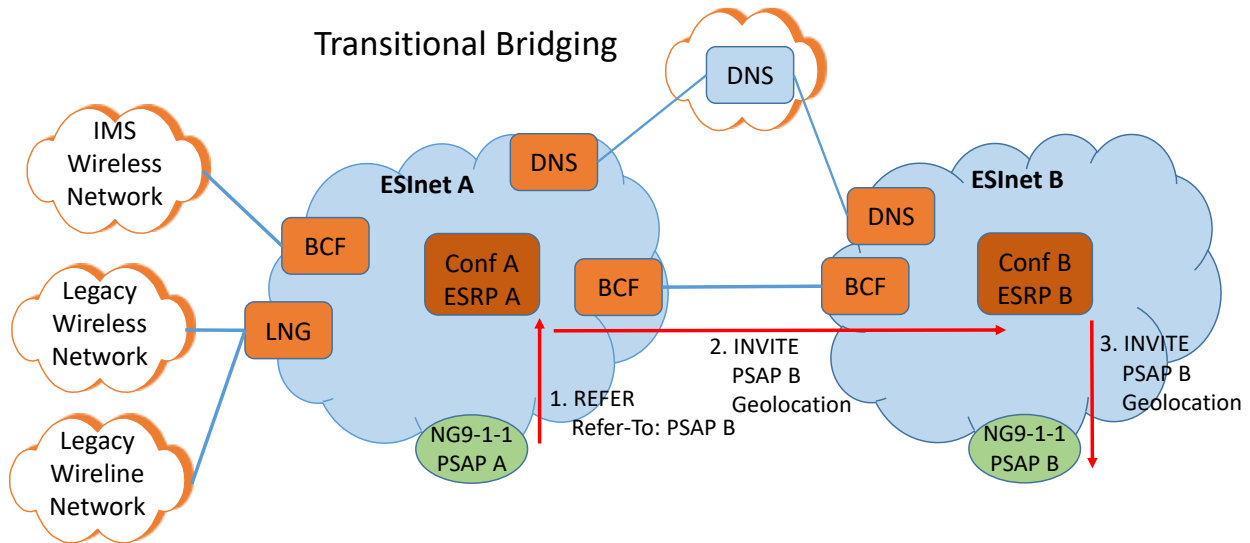 Transitional Bridging
DNS
IMS
Wireless
Network
ESInet A
DNS
ESInet B
DNS
BCF
Conf A
ESRP A
BCF
BCF
Conf B
ESRP B
Legacy
Wireless
Network
LNG
2. INVITE
PSAP B
Geolocation
3. INVITE
PSAP B
Geolocation
1. REFER
Refer-To: PSAP B
Legacy
Wireline
Network
NG9-1-1
PSAP A
NG9-1-1
PSAP B